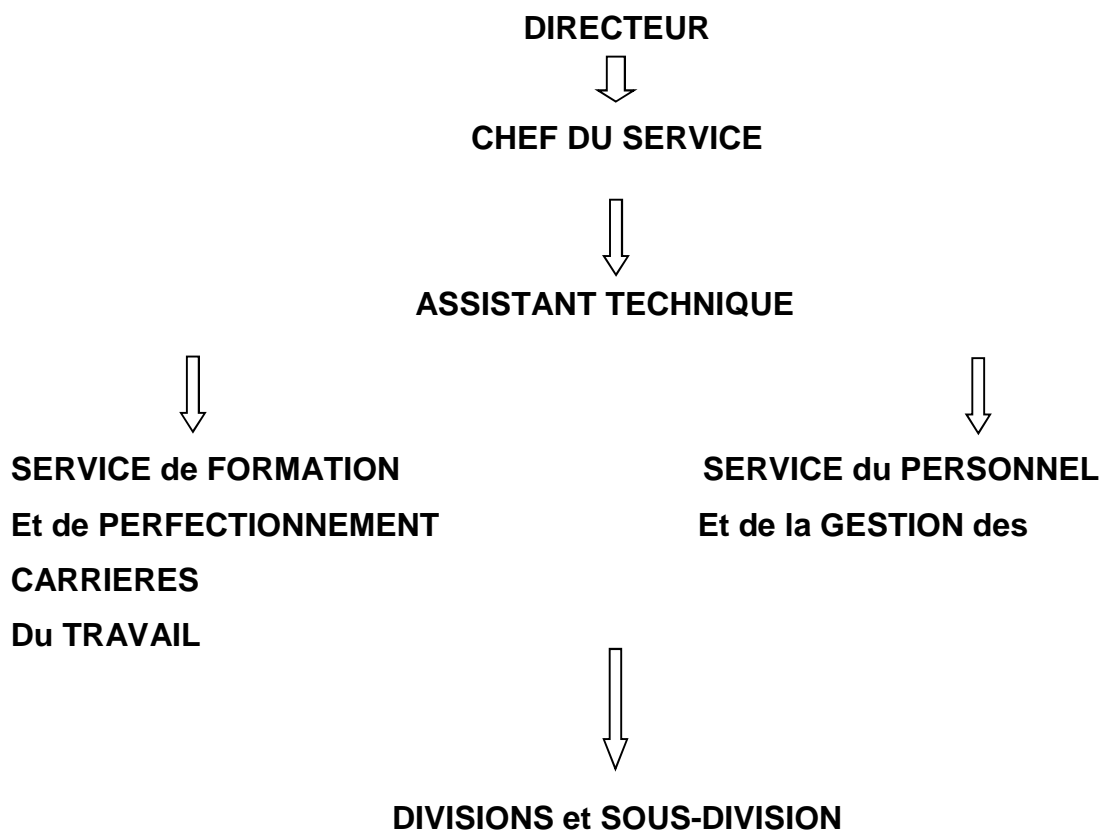 DIRECTEUR
CHEF DU SERVICE
ASSISTANT TECHNIQUE
SERVICE de FORMATION SERVICE du PERSONNEL
Et de PERFECTIONNEMENT Et de la GESTION des
CARRIERES
Du TRAVAIL
DIVISIONS et SOUS-DIVISION